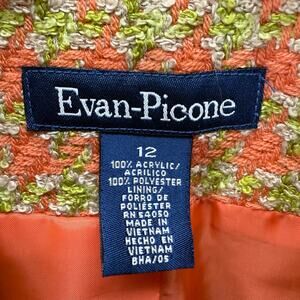 Evan-Picone
12
100% ACRYLIC/
ACRILICO
100% POLYESTER
LINING/
FORRO DE
POLIÉSTER
RN 54050
MADE IN
VIETNAM
HECHO EN
VIETNAM
BHA/05